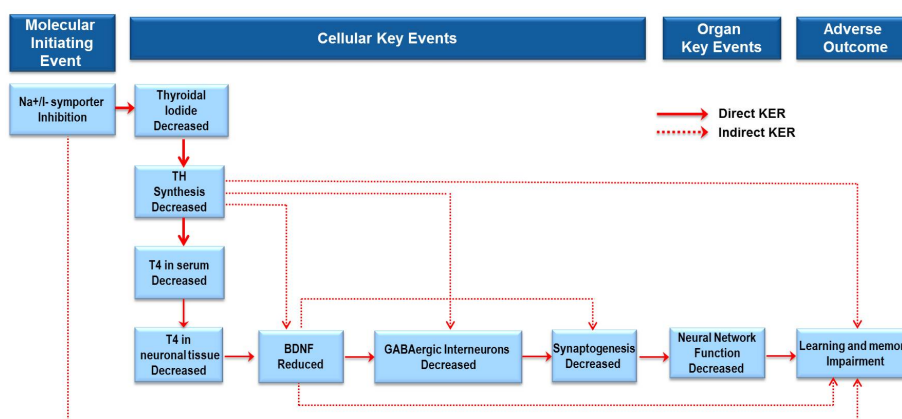 Molecular
Initiating
Event
Cellular Key Events
Organ
Key Events
Adverse
Outcome
Na+/I- symporter
Inhibition
Thyroidal
Iodide
Decreased
Direct KER
Indirect KER
TH
Synthesis
Decreased
T4 in serum
Decreased
T4 in
neuronal tissue
Decreased
BDNF
Reduced
GABAergic Interneurons
Decreased
Synaptogenesis
Decreased
Neural Network
Function
Decreased
Learning and memor
Impairment